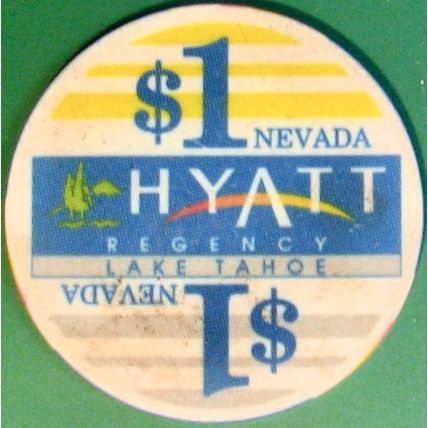 $1
NEVADA
HYATT
REGENCY
LAKE TAHOE
NEVADA
$1